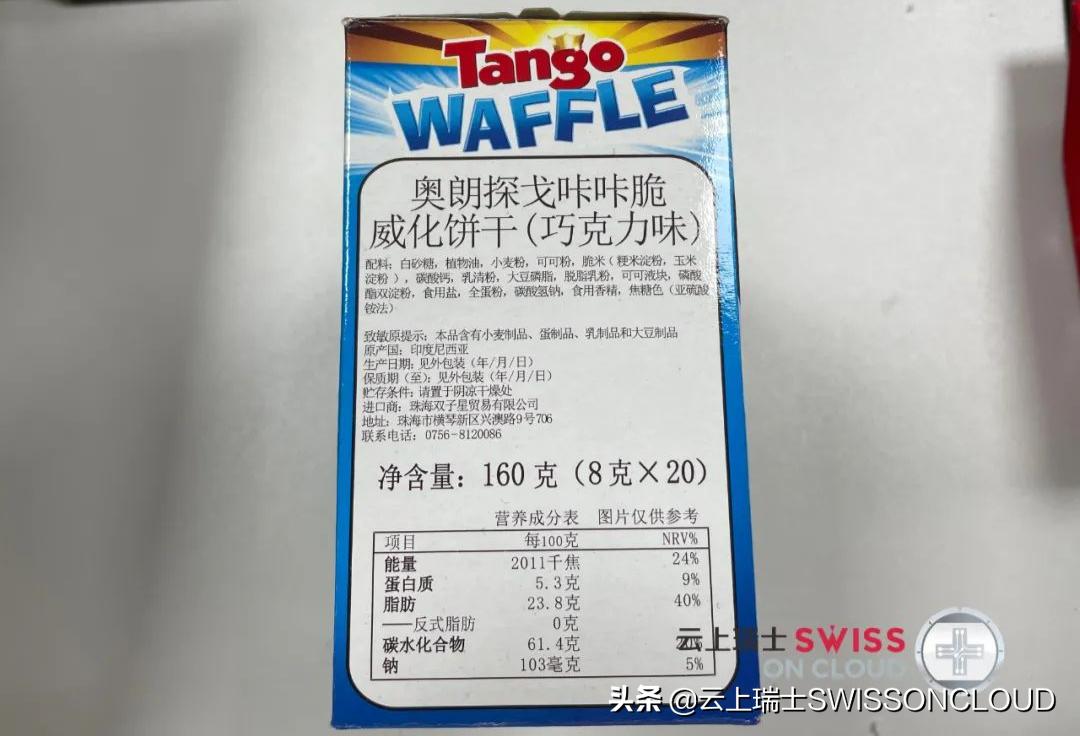 Tango
WAFFLE
奥朗探戈咔咔脆
威化饼干(巧克力味)
配料：白砂糖，植物油，小麦粉，可可粉，脆米（粳米淀粉，玉米
淀粉），碳酸钙，乳清粉，大豆磷脂，脱脂乳粉，可可液块，磷酸
酯双淀粉，食用盐，全蛋粉，碳酸氢钠，食用香精，焦糖色（亚硫酸
铵法）
致敏原提示：本品含有小麦制品、蛋制品、乳制品和大豆制品
原产国：印度尼西亚
生产日期：见外包装（年/月/日）
保质期（至）：见外包装（年/月/日）
贮存条件：请置于阴凉干燥处
进口商：珠海双子星贸易有限公司
地址：珠海市横琴新区兴澳路9号706
联系电话：0756-8120086
净含量：160克（8克×20）
营养成分表 图片仅供参考
项目 每100克 NRV%
能量 2011千焦 24%
蛋白质 5.3克 9%
脂肪 23.8克 40%
——反式脂肪 0克
碳水化合物 61.4克
钠 103毫克 5%
云上瑞士 SWISS
ON CLOUD
头条 @云上瑞士SWISSONCLOUD